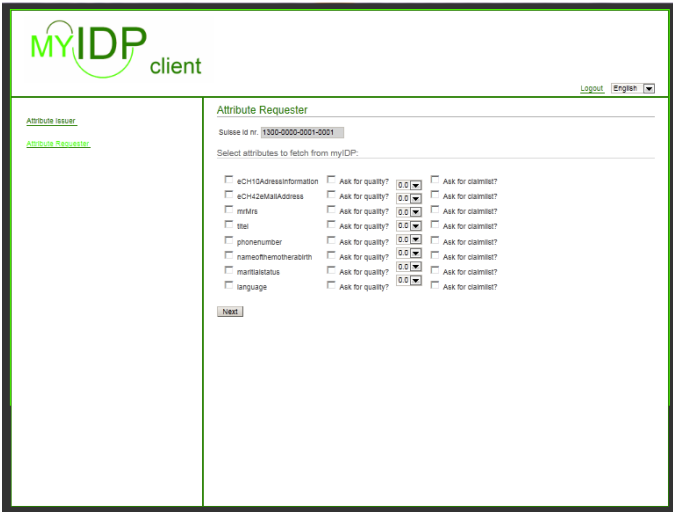 MYIDP
client
Logout English
Attribute Issuer
Attribute Requester
Attribute Requester
Suisse id nr. 1300-0000-0001-0001
Select attributes to fetch from myIDP:
eCH10AdressInformation Ask for quality? 0.0 Ask for claimlist?
eCH42eMailAddress Ask for quality? 0.0 Ask for claimlist?
mrMrs Ask for quality? 0.0 Ask for claimlist?
titel Ask for quality? 0.0 Ask for claimlist?
phonenumber Ask for quality? 0.0 Ask for claimlist?
nameofthemotherabirth Ask for quality? 0.0 Ask for claimlist?
maritlalstatus Ask for quality? 0.0 Ask for claimlist?
language Ask for quality? 0.0 Ask for claimlist?
Next